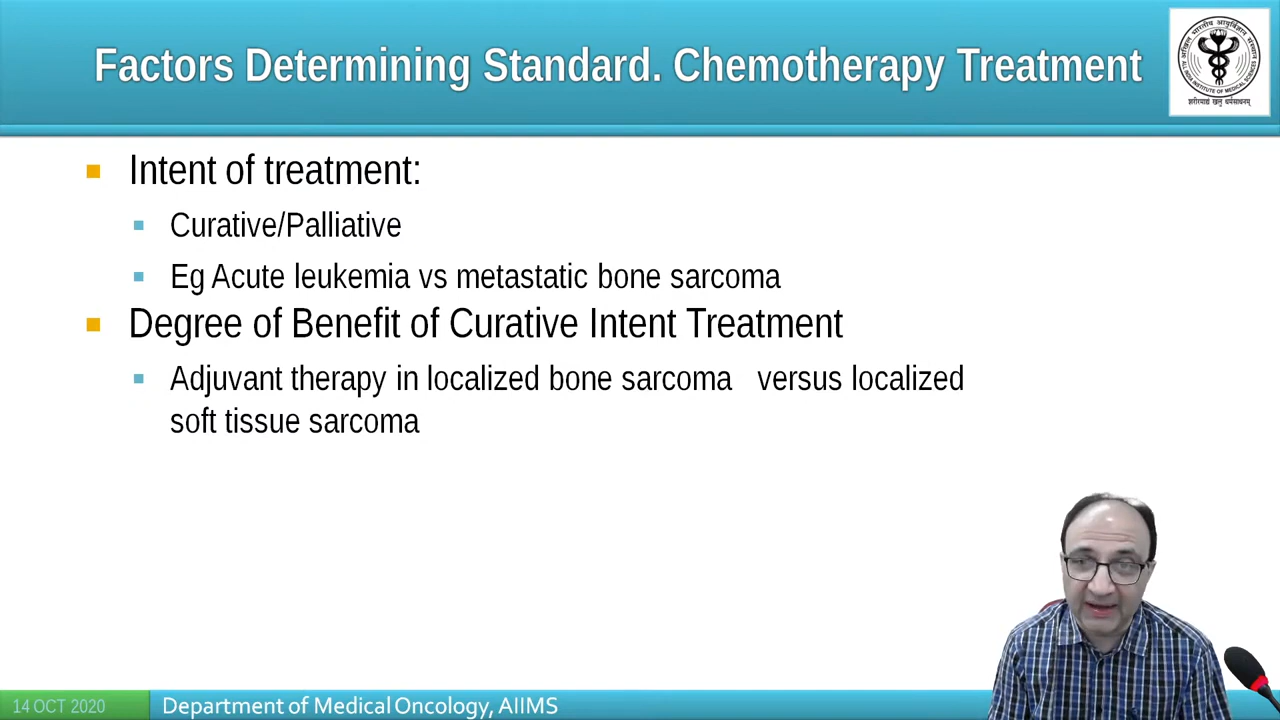 Factors Determining Standard. Chemotherapy Treatment
Intent of treatment:
Curative/Palliative
Eg Acute leukemia vs metastatic bone sarcoma
Degree of Benefit of Curative Intent Treatment
Adjuvant therapy in localized bone sarcoma versus localized
soft tissue sarcoma
14 OCT 2020
Department of Medical Oncology, AIIMS